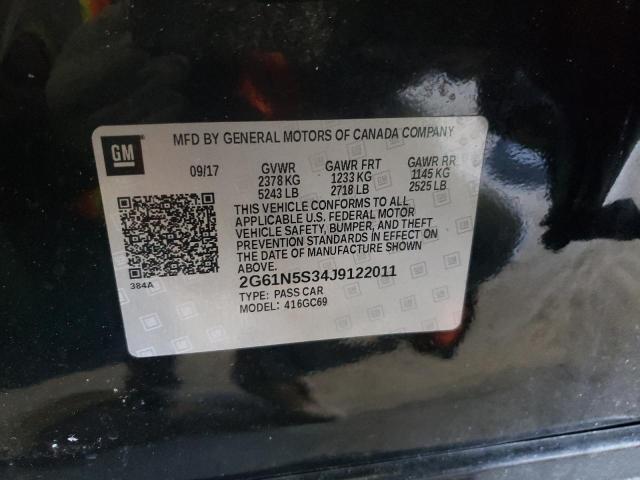 GM
MFD BY GENERAL MOTORS OF CANADA COMPANY
09/17 GVWR GAWR FRT GAWR RR
2378 KG 1233 KG 1145 KG
5243 LB 2718 LB 2525 LB
THIS VEHICLE CONFORMS TO ALL
APPLICABLE U.S. FEDERAL MOTOR
VEHICLE SAFETY, BUMPER, AND THEFT
PREVENTION STANDARDS IN EFFECT ON
THE DATE OF MANUFACTURE SHOWN
ABOVE.
384A
2G61N5S34J9122011
TYPE: PASS CAR
MODEL: 416GC69